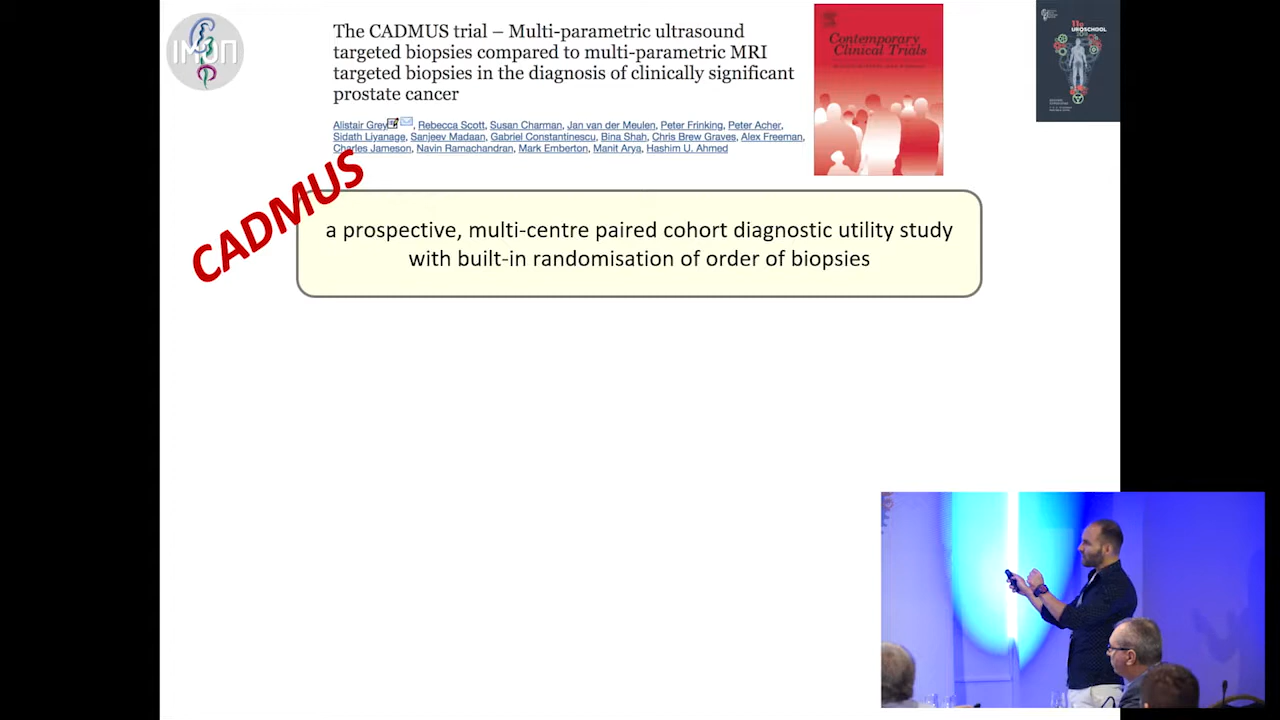 IMON
The CADMUS trial – Multi-parametric ultrasound
targeted biopsies compared to multi-parametric MRI
targeted biopsies in the diagnosis of clinically significant
prostate cancer
Alistair Grey, Rebecca Scott, Susan Charman, Jan van der Meulen, Peter Frinking, Peter Acher,
Sidath Liyanage, Sanjeev Madaan, Gabriel Constantinescu, Bina Shah, Chris Brew Graves, Alex Freeman,
Charles Jameson, Navin Ramachandran, Mark Emberton, Manit Arya, Hashim U. Ahmed
Contemporary
Clinical Trials
UROSCHOOL
CADMUS
a prospective, multi-centre paired cohort diagnostic utility study
with built-in randomisation of order of biopsies